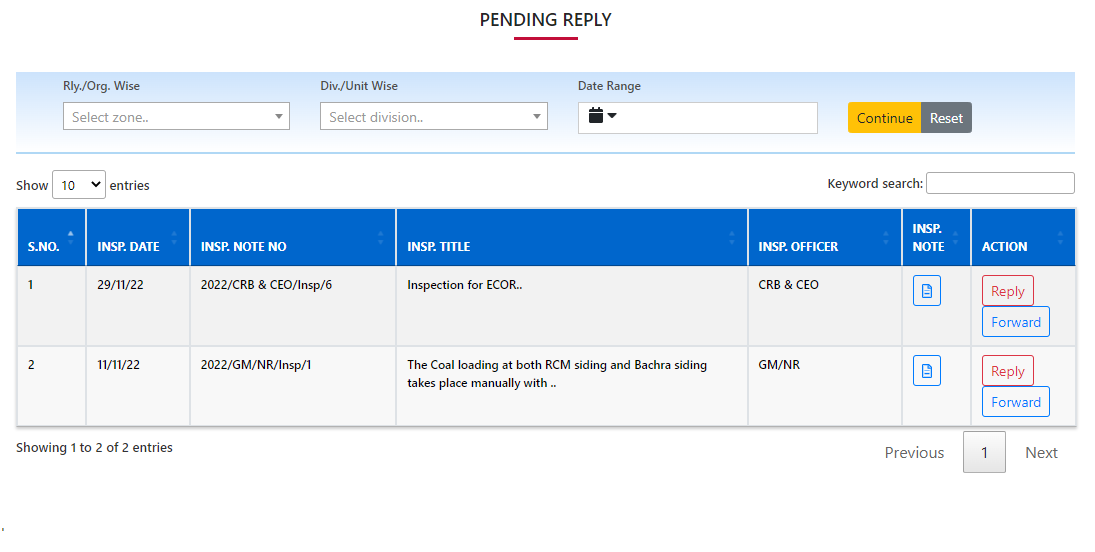 PENDING REPLY
Rly./Org. Wise Div./Unit Wise Date Range
Select zone.. Select division.. Continue Reset
Show 10 entries Keyword search:
S.NO. INSP. DATE INSP. NOTE NO INSP. TITLE INSP. OFFICER INSP. NOTE ACTION
1 29/11/22 2022/CRB & CEO/Insp/6 Inspection for ECOR.. CRB & CEO Reply
Forward
2 11/11/22 2022/GM/NR/Insp/1 The Coal loading at both RCM siding and Bachra siding GM/NR Reply
takes place manually with .. Forward
Showing 1 to 2 of 2 entries Previous 1 Next